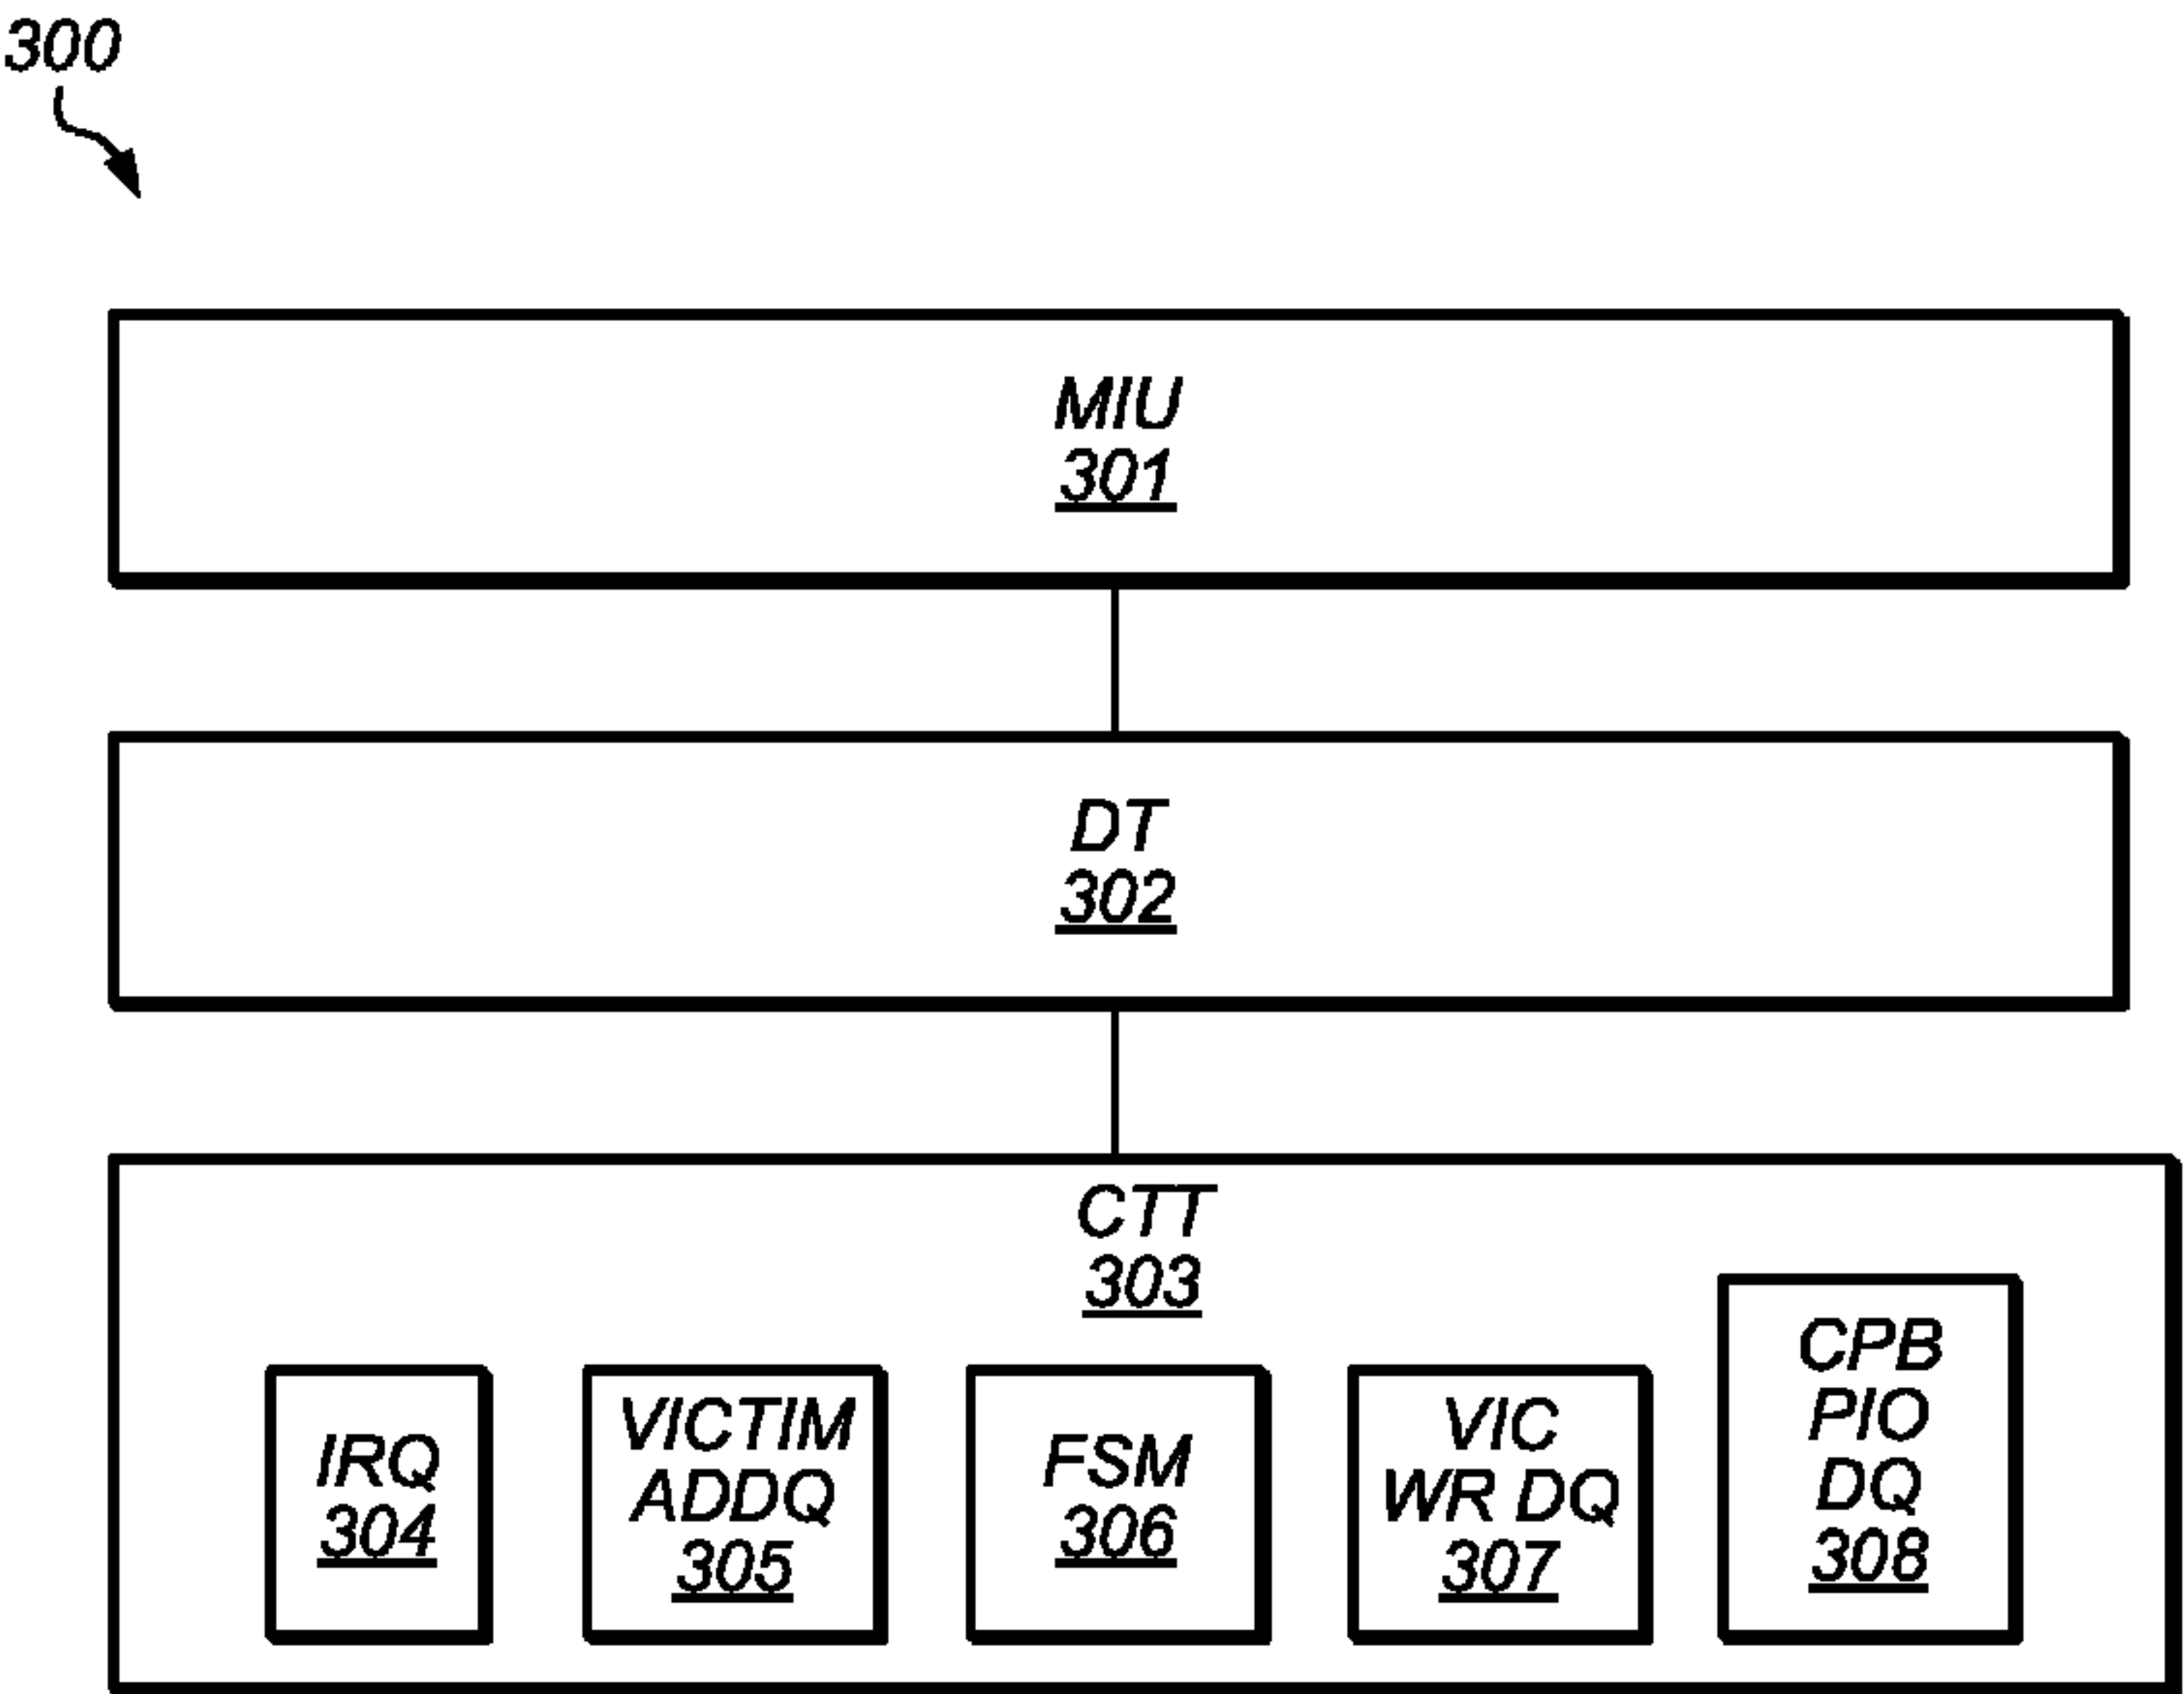 300
MIU
301
DT
302
CTT
303
IRQ
304
VICTIM
ADDQ
305
FSM
306
VIC
WR DQ
307
CPB
PIO
DQ
308